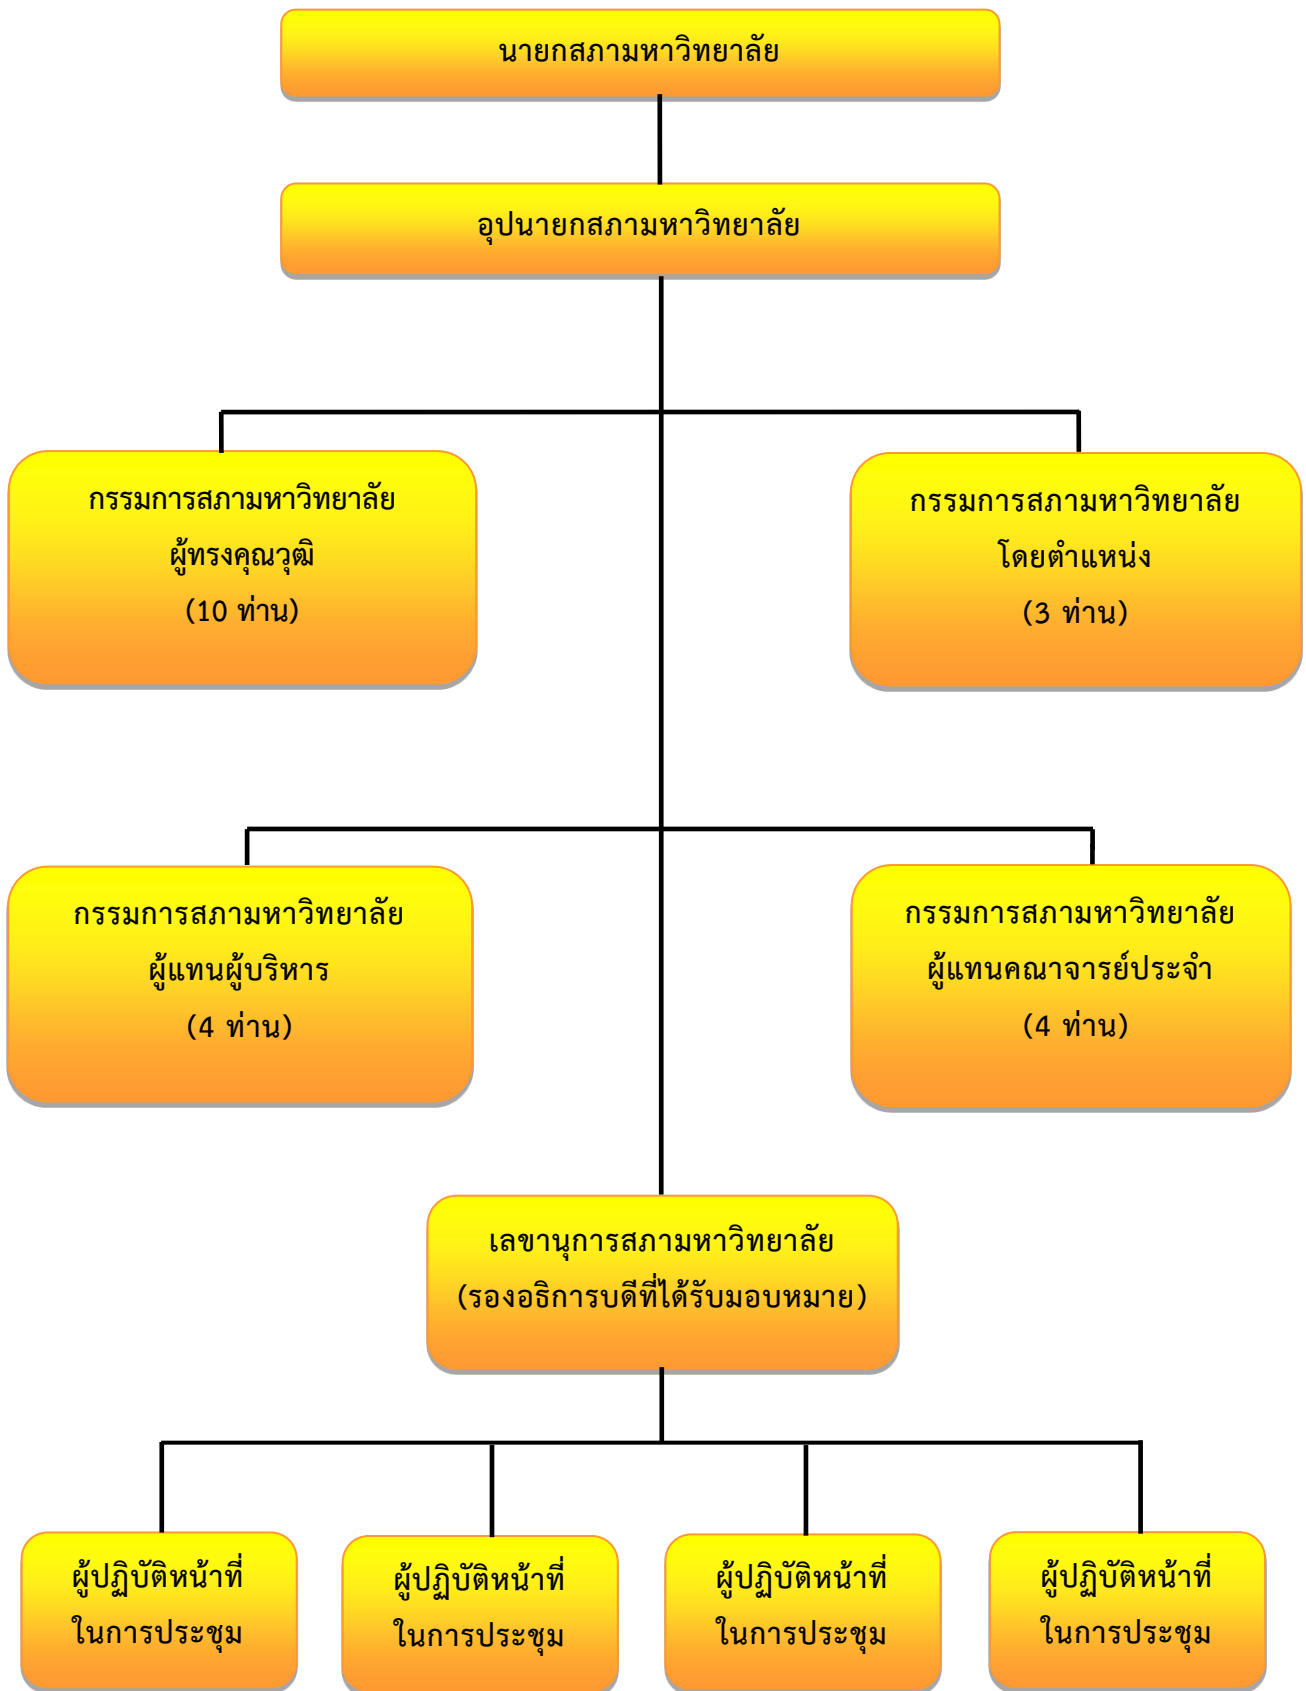 นายกสภามหาวิทยาลัย
อุปนายกสภามหาวิทยาลัย
กรรมการสภามหาวิทยาลัย
ผู้ทรงคุณวุฒิ
(10 ท่าน)
กรรมการสภามหาวิทยาลัย
โดยตำแหน่ง
(3 ท่าน)
กรรมการสภามหาวิทยาลัย
ผู้แทนผู้บริหาร
(4 ท่าน)
กรรมการสภามหาวิทยาลัย
ผู้แทนคณาจารย์ประจำ
(4 ท่าน)
เลขานุการสภามหาวิทยาลัย
(รองอธิการบดีที่ได้รับมอบหมาย)
ผู้ปฏิบัติหน้าที่
ในการประชุม
ผู้ปฏิบัติหน้าที่
ในการประชุม
ผู้ปฏิบัติหน้าที่
ในการประชุม
ผู้ปฏิบัติหน้าที่
ในการประชุม